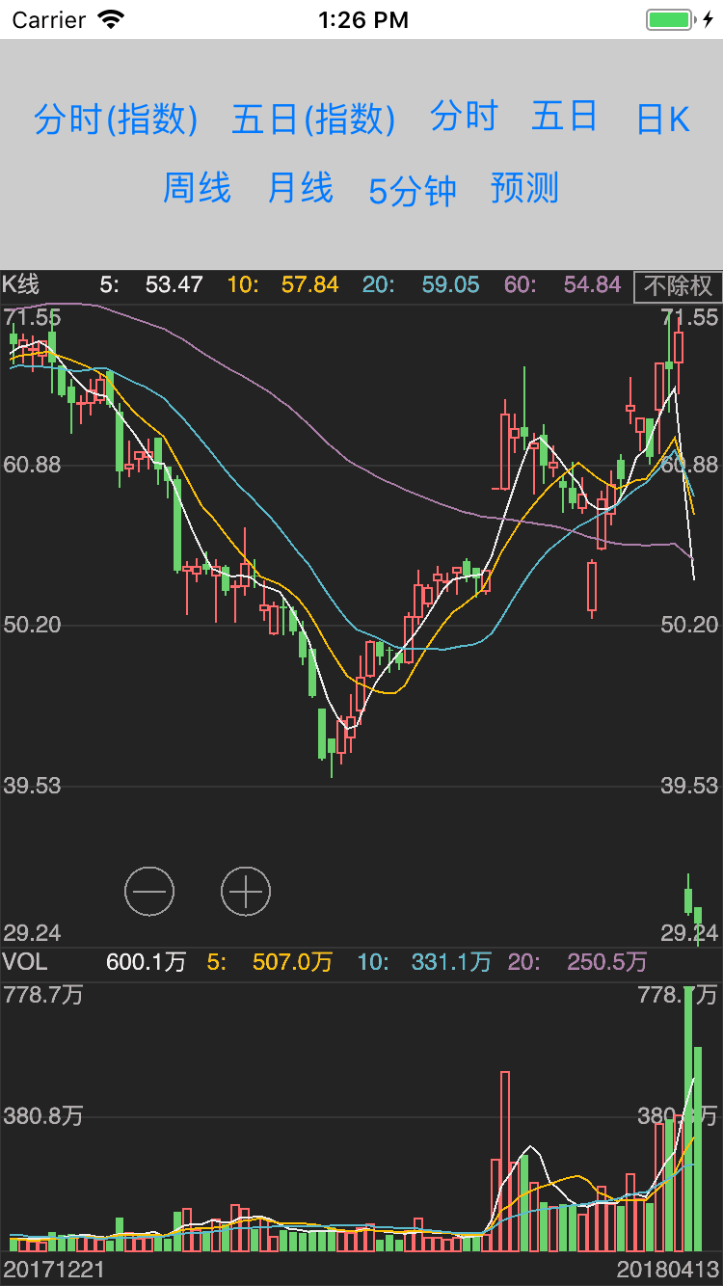 Carrier 1:26 PM
分时(指数) 五日(指数) 分时 五日 日K
周线 月线 5分钟 预测
K线 5: 53.47 10: 57.84 20: 59.05 60: 54.84 不除权
71.55 71.55
60.88 60.88
50.20 50.20
39.53 39.53
29.24 29.24
VOL 600.1万 5: 507.0万 10: 331.1万 20: 250.5万
778.7万 778.7万
380.8万 380.8万
20171221 20180413